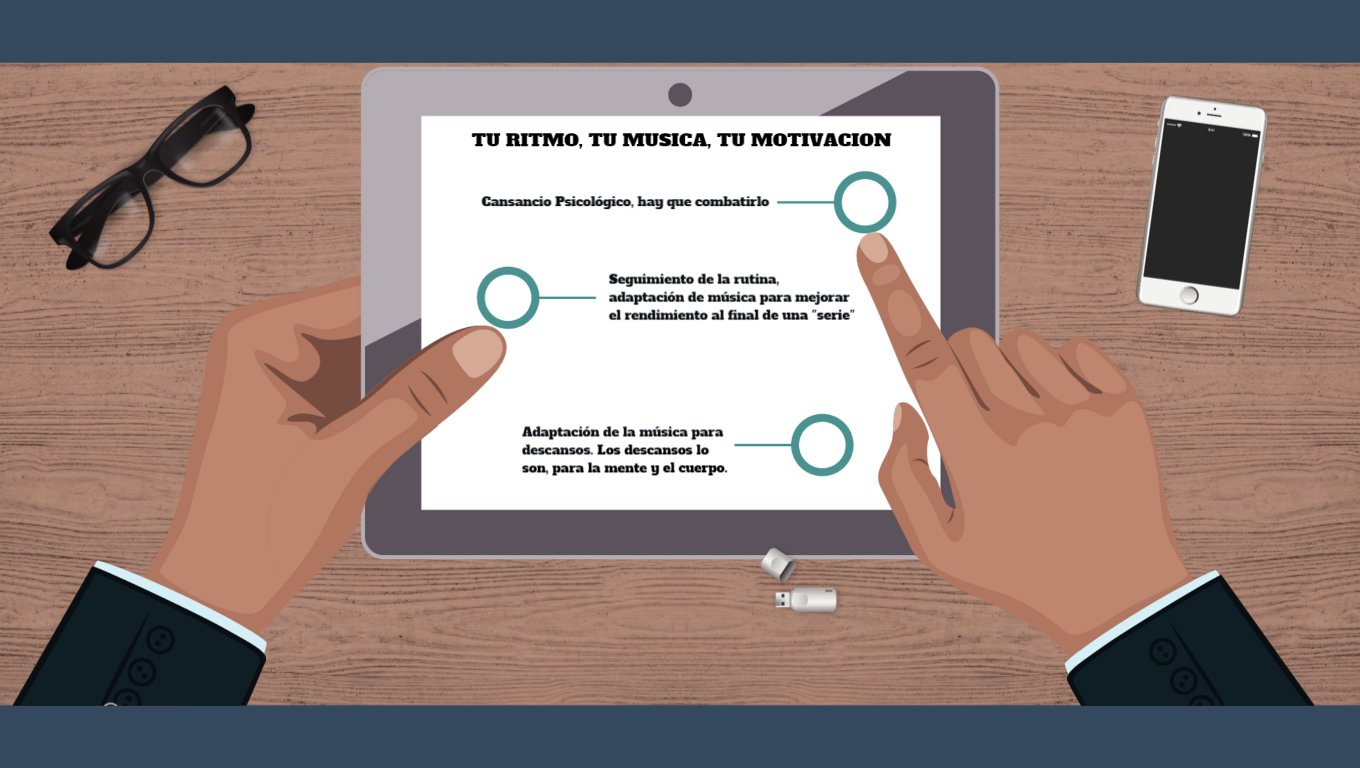 TU RITMO, TU MUSICA, TU MOTIVACION
Cansancio Psicológico, hay que combatirlo
Seguimiento de la rutina,
adaptación de música para mejorar
el rendimiento al final de una "serie"
Adaptación de la música para
descansos. Los descansos lo
son, para la mente y el cuerpo.